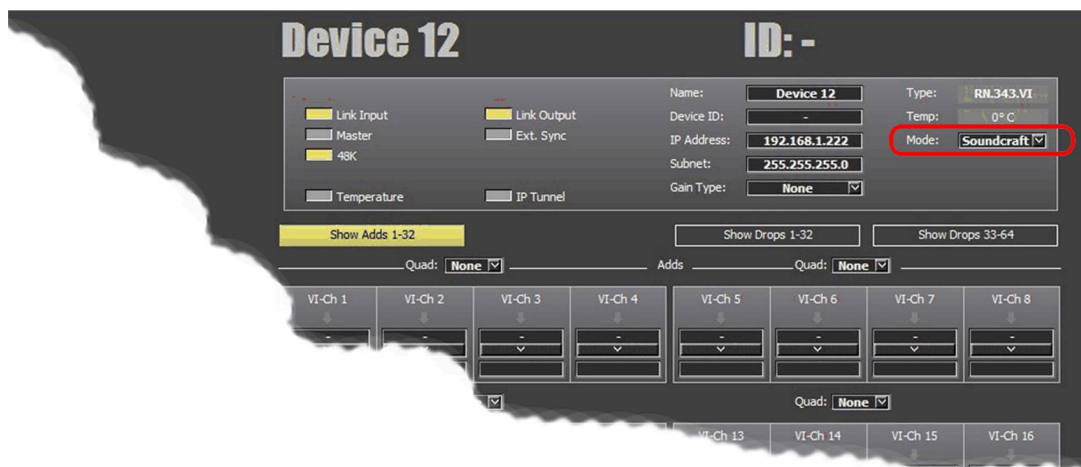 Device 12 ID: -
Name: Device 12 Type: RN.343.VI
Link Input Link Output Device ID: - Temp: 0° C
Master Ext. Sync IP Address: 192.168.1.222 Mode: Soundcraft
48K Subnet: 255.255.255.0
Temperature IP Tunnel Gain Type: None
Show Adds 1-32 Show Drops 1-32 Show Drops 33-64
Quad: None Adds Quad: None
VI-Ch 1 VI-Ch 2 VI-Ch 3 VI-Ch 4 VI-Ch 5 VI-Ch 6 VI-Ch 7 VI-Ch 8
- - - - - - - -
Quad: None
VI-Ch 13 VI-Ch 14 VI-Ch 15 VI-Ch 16